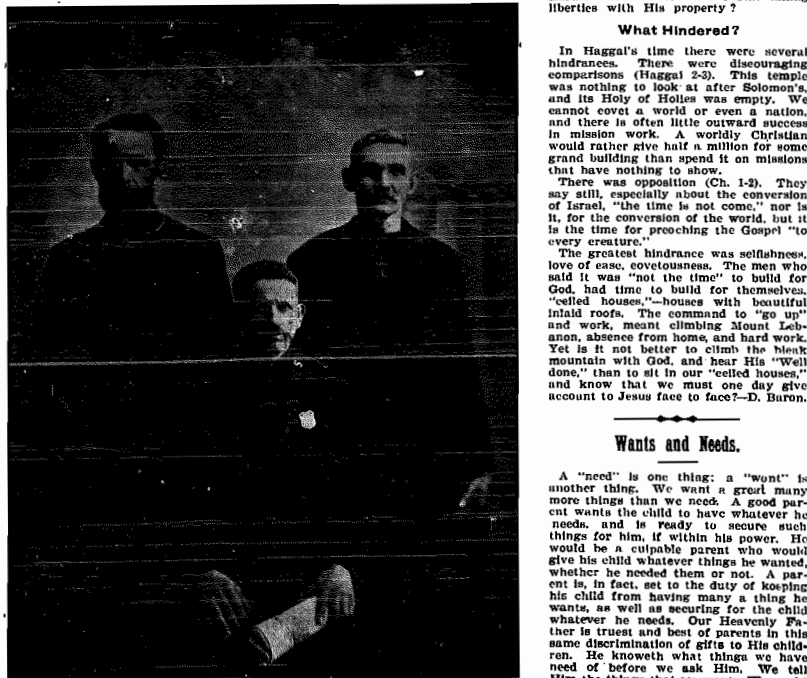 liberties with His property?
What Hindered?
In Haggai's time there were several
hindrances. There were discouraging
comparisons (Haggai 2-3). This temple
was nothing to look at after Solomon's,
and its Holy of Holies was empty. We
cannot covet a world or even a nation,
and there is often little outward success
in mission work. A worldly Christian
would rather give half a million for some
grand building than spend it on missions
that have nothing to show.
There was opposition (Ch. 1-2). They
say still, especially about the conversion
of Israel, "the time is not come," nor is
it, for the conversion of the world, but it
is the time for preoching the Gospel "to
every creature."
The greatest hindrance was selfishness,
love of ease, covetousness. The men who
said it was "not the time" to build for
God, had time to build for themselves,
"ceiled houses,"—houses with beautiful
inlaid roofs. The command to "go up"
and work, meant climbing Mount Leb-
anon, absence from home, and hard work.
Yet is it not better to climb the bleak
mountain with God, and hear His "Well
done," than to sit in our "ceiled houses,"
and know that we must one day give
account to Jesus face to face?—D. Baron.
Wants and Needs.
A "need" is one thing; a "want" is
another thing. We want a great many
more things than we need. A good par-
ent wants the child to have whatever he
needs, and is ready to secure such
things for him, if within his power. He
would be a culpable parent who would
give his child whatever things he wanted,
whether he needed them or not. A par-
ent is, in fact, set to the duty of keeping
his child from having many a thing he
wants, as well as securing for the child
whatever he needs. Our Heavenly Fa-
ther is truest and best of parents in this
same discrimination of gifts to His child-
ren. He knoweth what things we have
need of before we ask Him. We tell
Him the things that